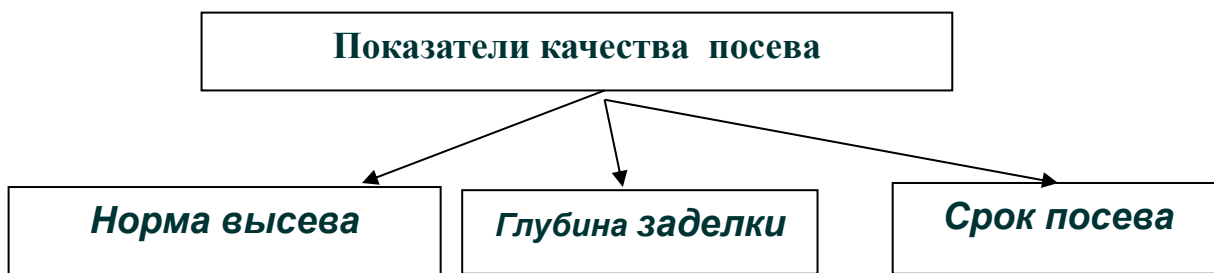 Показатели качества посева
Норма высева
Глубина заделки
Срок посева